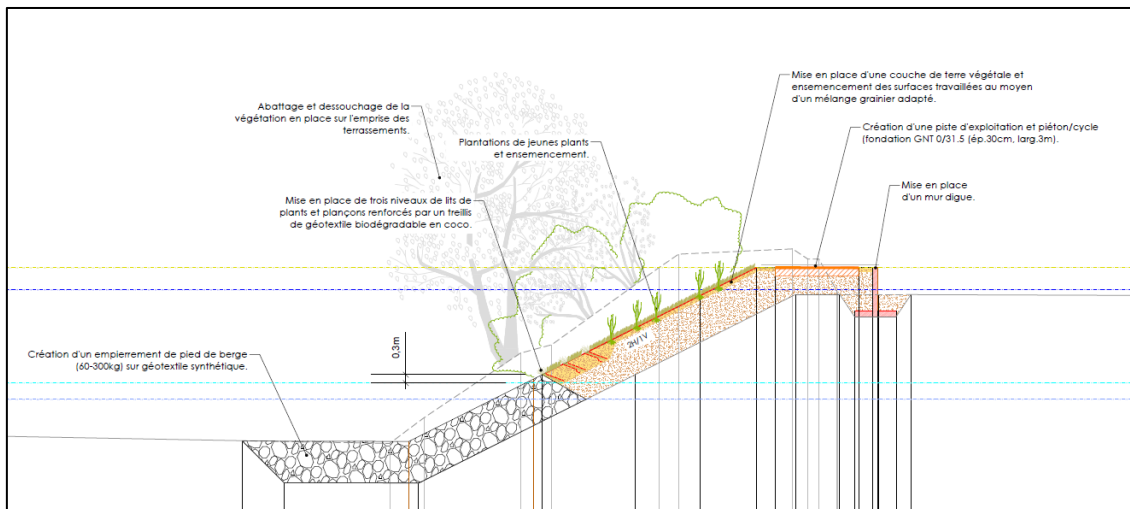 Mise en place d'une couche de terre végétale et
ensemencement des surfaces travaillées au moyen
d'un mélange grainier adapté.
Abattage et dessouchage de la
végétation en place sur l'emprise des
terrassements.
Création d'une piste d'exploitation et piéton/cycle
(fondation GNT 0/31.5 (ép.30cm, larg.3m).
Plantations de jeunes plants
et ensemencement.
Mise en place
d'un mur digue.
Mise en place de trois niveaux de lits de
plants et plançons renforcés par un treillis
de géotextile biodégradable en coco.
2H/1V
0,3m
Création d'un empierrement de pied de berge
(60-300kg) sur géotextile synthétique.